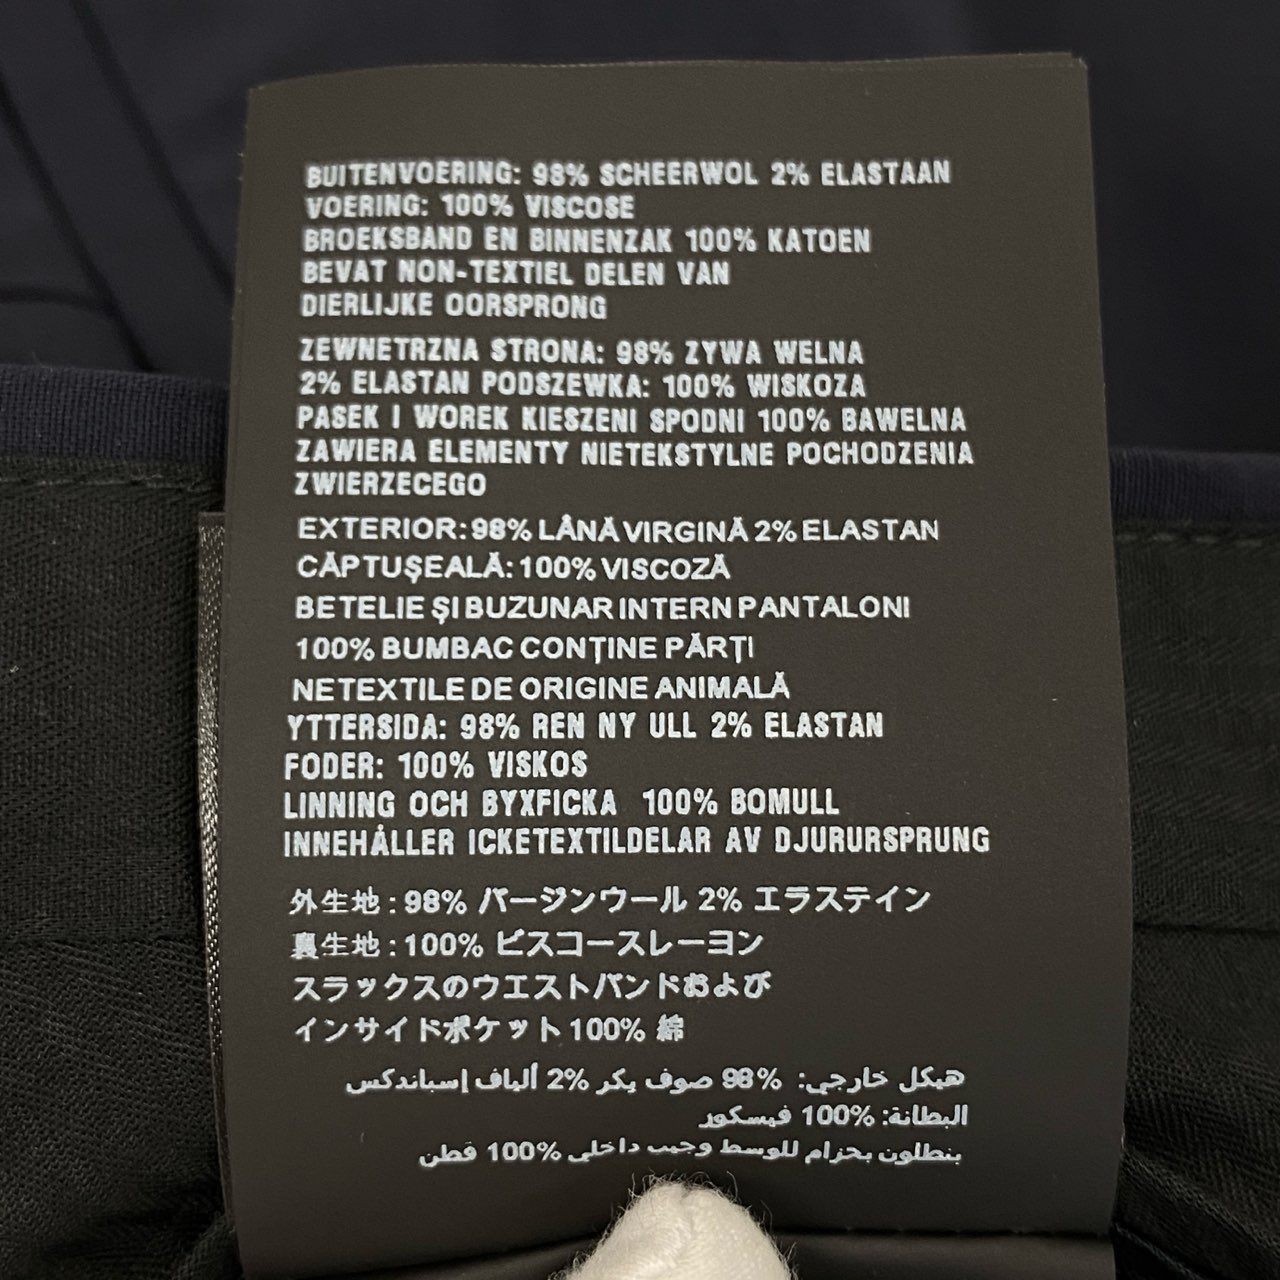 BUITENVOERING: 98% SCHEERWOL 2% ELASTAAN
VOERING: 100% VISCOSE
BROEKSBAND EN BINNENZAK 100% KATOEN
BEVAT NON-TEXTIEL DELEN VAN
DIERLIJKE OORSPRONG
ZEWNETRZNA STRONA: 98% ZYWA WELNA
2% ELASTAN PODSZEWKA: 100% WISKOZA
PASEK I WOREK KIESZENI SPODNI 100% BAWELNA
ZAWIERA ELEMENTY NIETEKSTYLNE POCHODZENIA
ZWIERZECEGO
EXTERIOR: 98% LÂNĂ VIRGINĂ 2% ELASTAN
CĂPTUȘEALĂ: 100% VISCOZĂ
BETELIE ȘI BUZUNAR INTERN PANTALONI
100% BUMBAC CONȚINE PĂRȚI
NETEXTILE DE ORIGINE ANIMALĂ
YTTERSIDA: 98% REN NY ULL 2% ELASTAN
FODER: 100% VISKOS
LINNING OCH BYXFICKA 100% BOMULL
INNEHÅLLER ICKETEXTILDELAR AV DJURURSPRUNG
外生地 : 98% バージンウール 2% エラステイン
裏生地 : 100% ビスコースレーヨン
スラックスのウエストバンドおよび
インサイドポケット 100% 綿
هيكل خارجي: 98% صوف بكر 2% ألياف إسباندكس
البطانة: 100% فيسكور
بنطلون بحزام للوسط وجيب داخلي 100% قطن